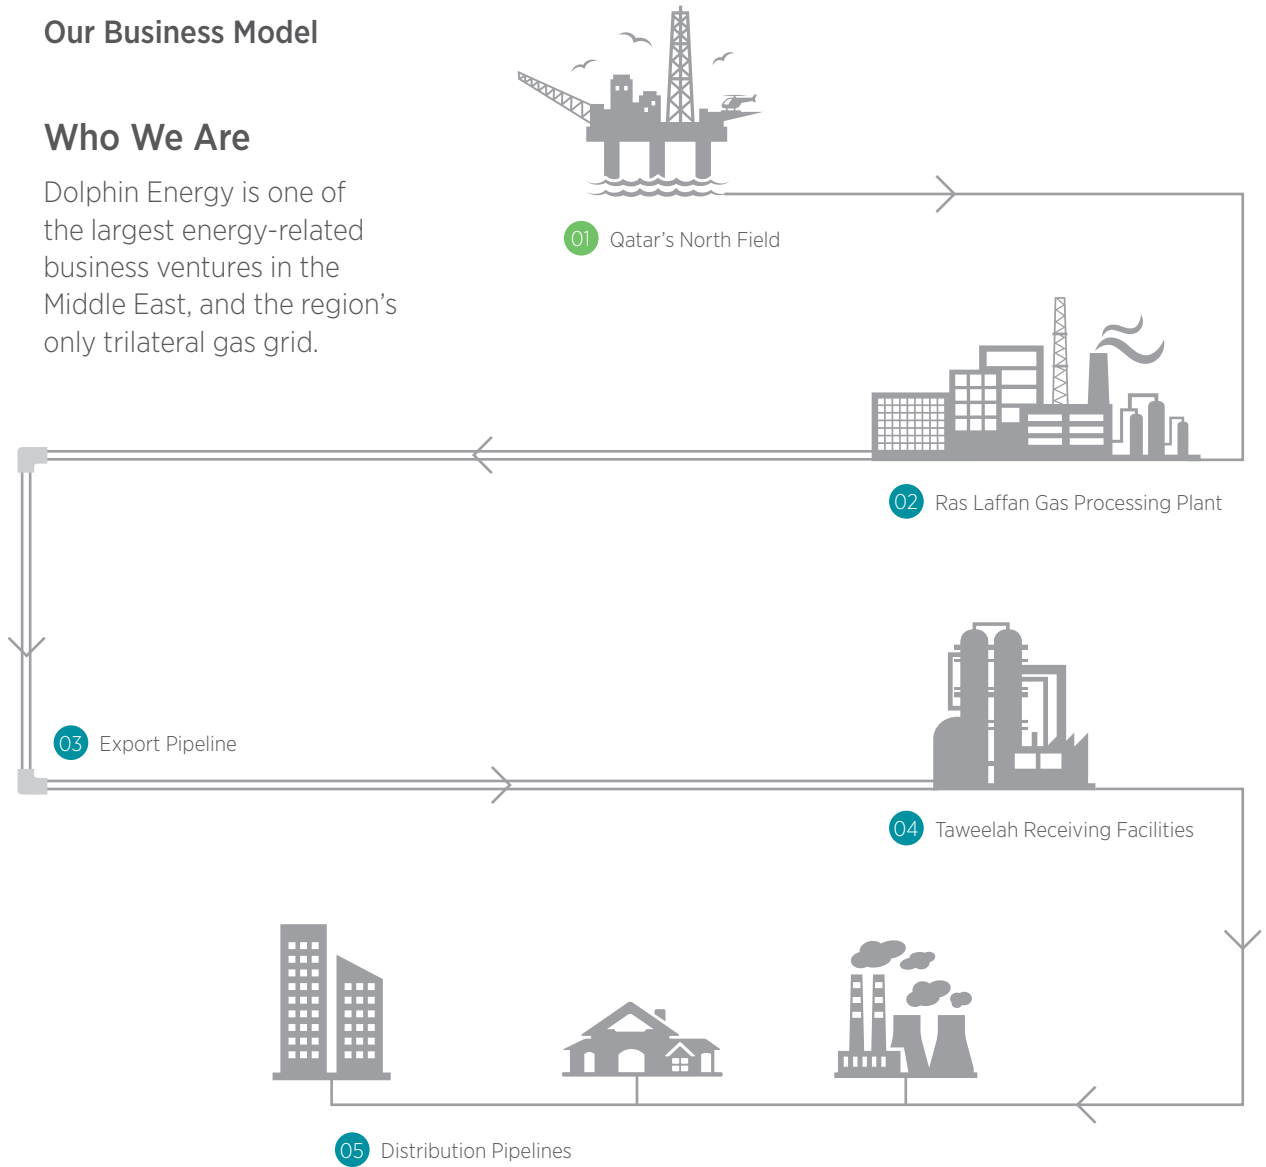 Our Business Model
Who We Are
Dolphin Energy is one of
the largest energy-related
business ventures in the
Middle East, and the region’s
only trilateral gas grid.
01 Qatar’s North Field
02 Ras Laffan Gas Processing Plant
03 Export Pipeline
04 Taweelah Receiving Facilities
05 Distribution Pipelines